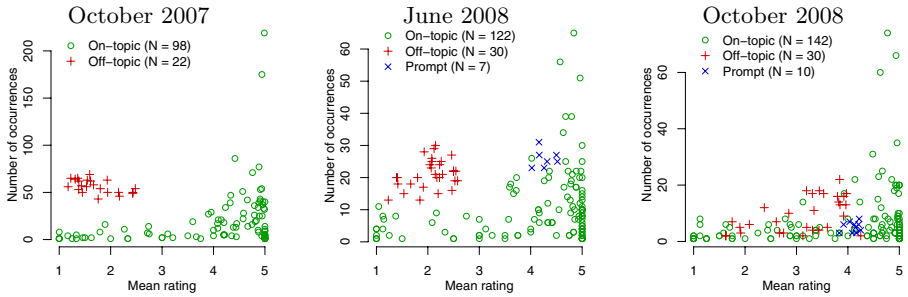 October 2007
On-topic (N = 98)
Off-topic (N = 22)
Number of occurrences
0 50 100 150 200
1 2 3 4 5
Mean rating
June 2008
On-topic (N = 122)
Off-topic (N = 30)
Prompt (N = 7)
Number of occurrences
0 10 20 30 40 50 60
1 2 3 4 5
Mean rating
October 2008
On-topic (N = 142)
Off-topic (N = 30)
Prompt (N = 10)
Number of occurrences
0 20 40 60
1 2 3 4 5
Mean rating